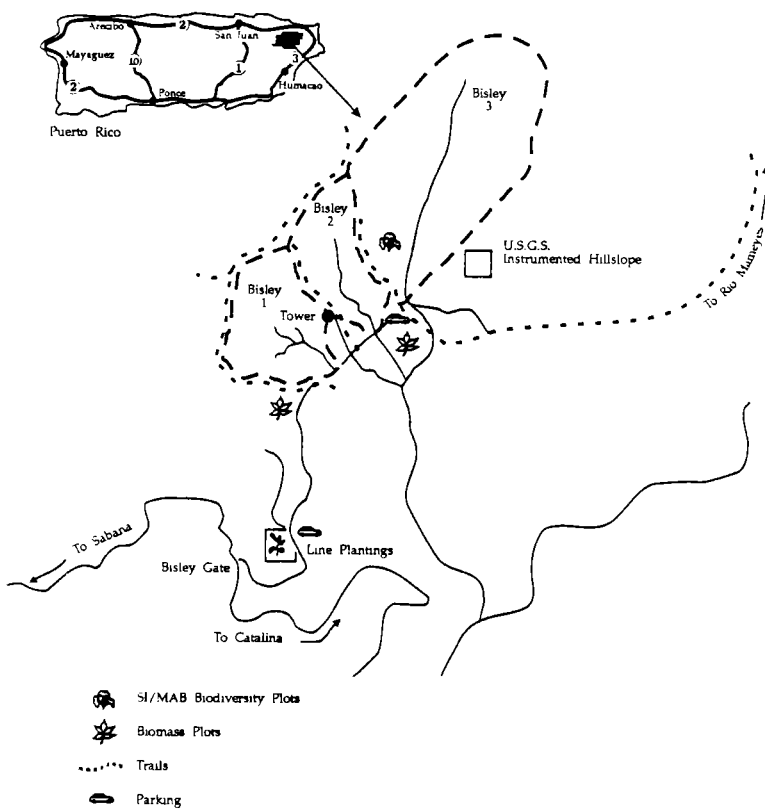 Arecibo
2
San Juan
Mayaguez
10
3
1
2
Ponce
Humacao
Puerto Rico
Bisley
3
Bisley
2
U.S.G.S.
Instrumented Hillslope
Bisley
1
Tower
To Rio Mameyes
To Sabana
Line Plantings
Bisley Gate
To Catalina
SI/MAB Biodiversity Plots
Biomass Plots
Trails
Parking